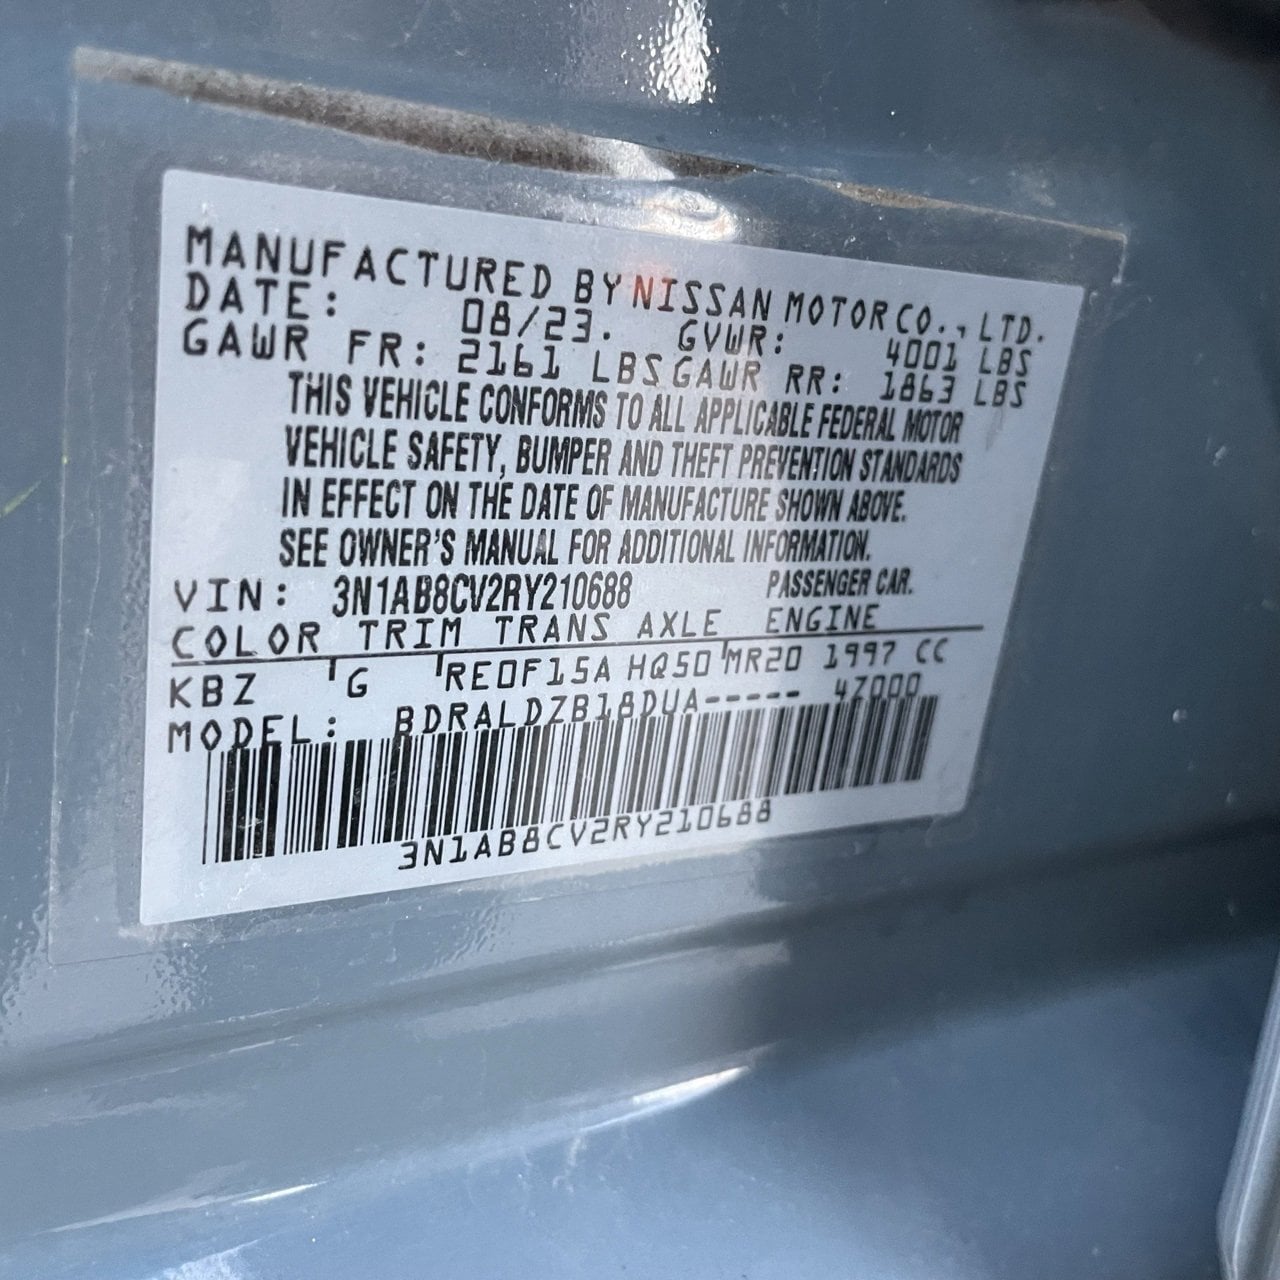 MANUFACTURED BY NISSAN MOTOR CO., LTD.
DATE: 08/23. GVWR: 4001 LBS
GAWR FR: 2161 LBS GAWR RR: 1863 LBS
THIS VEHICLE CONFORMS TO ALL APPLICABLE FEDERAL MOTOR
VEHICLE SAFETY, BUMPER AND THEFT PREVENTION STANDARDS
IN EFFECT ON THE DATE OF MANUFACTURE SHOWN ABOVE.
SEE OWNER'S MANUAL FOR ADDITIONAL INFORMATION.
VIN: 3N1AB8CV2RY210688 PASSENGER CAR.
COLOR TRIM TRANS AXLE ENGINE
KBZ G RE0F15A HQ50 MR20 1997 CC
MODEL: BDRALDZB18DUA----- 47000
3N1AB8CV2RY210688